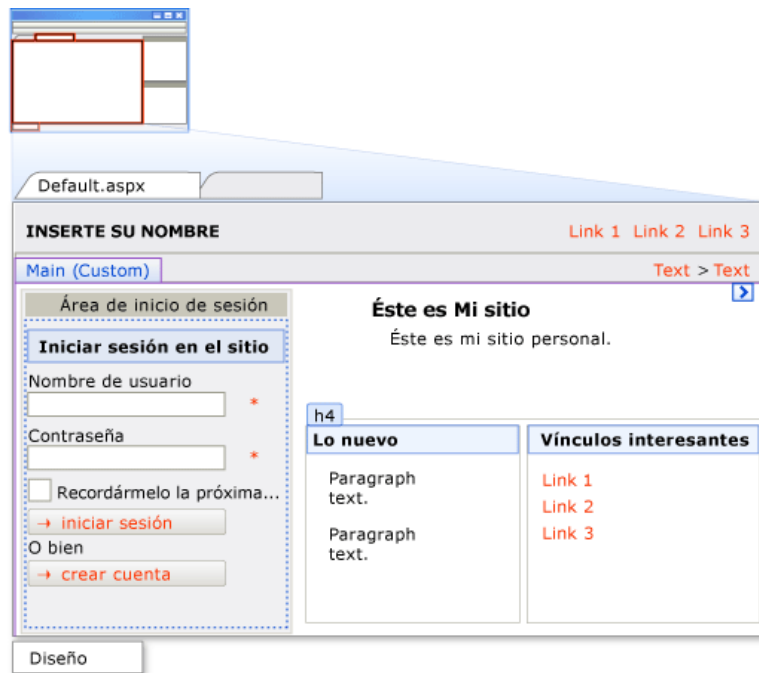 Default.aspx
INSERTE SU NOMBRE
Link 1 Link 2 Link 3
Main (Custom)
Text > Text
Área de inicio de sesión
Iniciar sesión en el sitio
Nombre de usuario
*
Contraseña
*
Recordármelo la próxima...
→ iniciar sesión
O bien
→ crear cuenta
Éste es Mi sitio
Éste es mi sitio personal.
h4
Lo nuevo
Paragraph
text.
Paragraph
text.
Vínculos interesantes
Link 1
Link 2
Link 3
Diseño